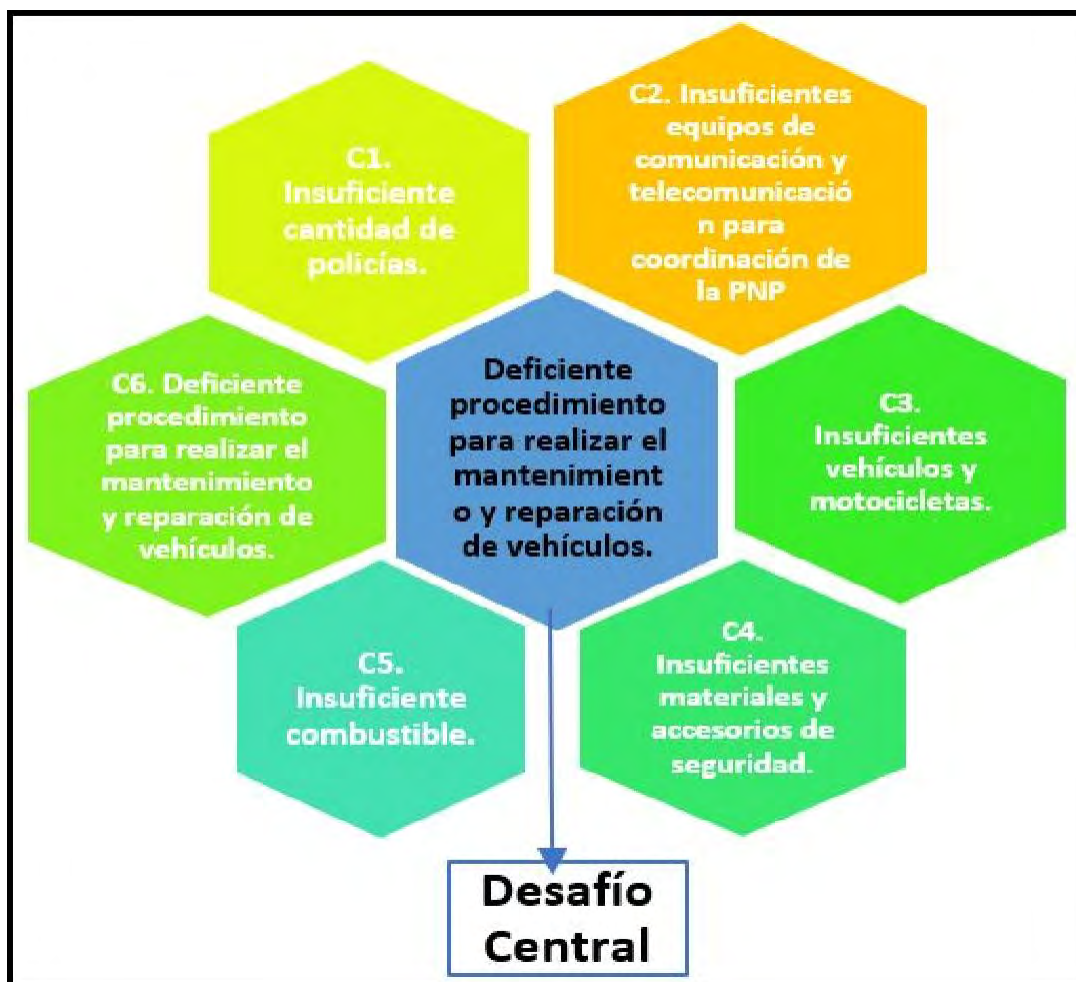 C1.
Insuficiente
cantidad de
policías.
C2. Insuficientes
equipos de
comunicación y
telecomunicació
n para
coordinación de
la PNP
C6. Deficiente
procedimiento
para realizar el
mantenimiento
y reparación de
vehículos.
Deficiente
procedimiento
para realizar el
mantenimient
o y reparación
de vehículos.
C3.
Insuficientes
vehículos y
motocicletas.
C5.
Insuficiente
combustible.
C4.
Insuficientes
materiales y
accesorios de
seguridad.
Desafío
Central